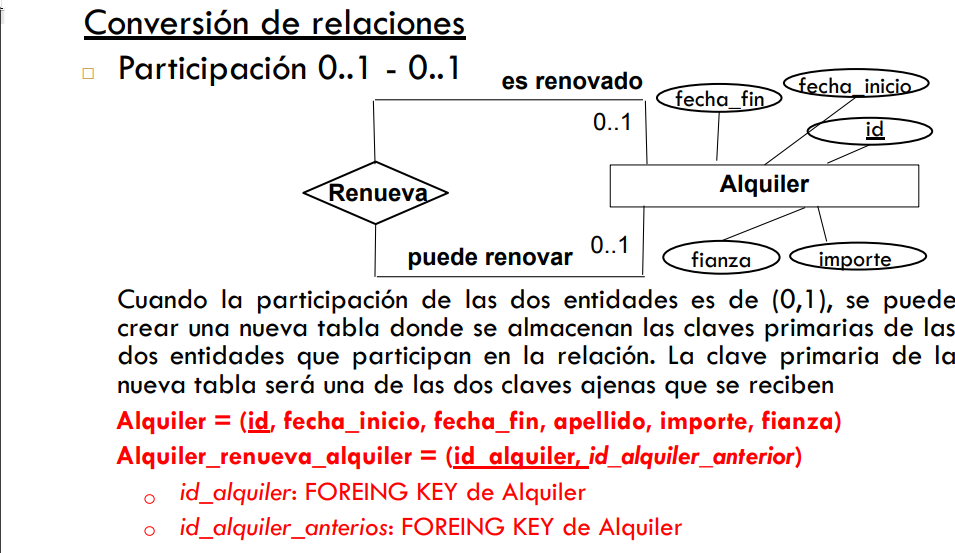 Conversión de relaciones
Participación 0..1 - 0..1
es renovado
fecha_fin
fecha_inicio
0..1
id
Renueva
Alquiler
puede renovar
0..1
fianza
importe
Cuando la participación de las dos entidades es de (0,1), se puede
crear una nueva tabla donde se almacenan las claves primarias de las
dos entidades que participan en la relación. La clave primaria de la
nueva tabla será una de las dos claves ajenas que se reciben
Alquiler = (id, fecha_inicio, fecha_fin, apellido, importe, fianza)
Alquiler_renueva_alquiler = (id_alquiler, id_alquiler_anterior)
id_alquiler: FOREING KEY de Alquiler
id_alquiler_anterios: FOREING KEY de Alquiler